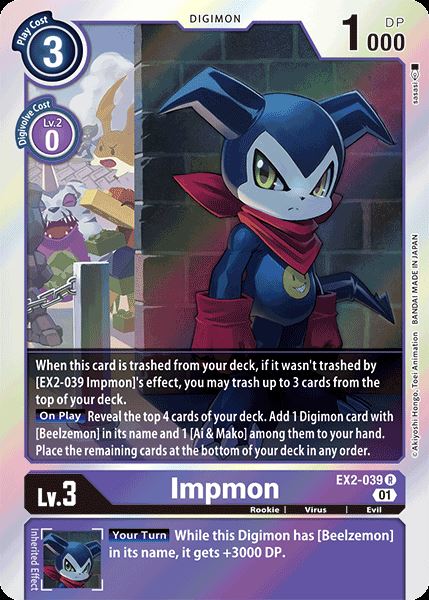 Play Cost
3
DIGIMON
DP
1000
Digivolve Cost
Lv.2
0
sasasi
©Akiyoshi Hongo, Toei Animation BANDAI MADE IN JAPAN
When this card is trashed from your deck, if it wasn't trashed by
[EX2-039 Impmon]'s effect, you may trash up to 3 cards from the
top of your deck.
On Play Reveal the top 4 cards of your deck. Add 1 Digimon card with
[Beelzemon] in its name and 1 [Ai & Mako] among them to your hand.
Place the remaining cards at the bottom of your deck in any order.
Lv.3
Impmon
EX2-039 R
01
Rookie | Virus | Evil
Inherited Effect
Your Turn While this Digimon has [Beelzemon]
in its name, it gets +3000 DP.